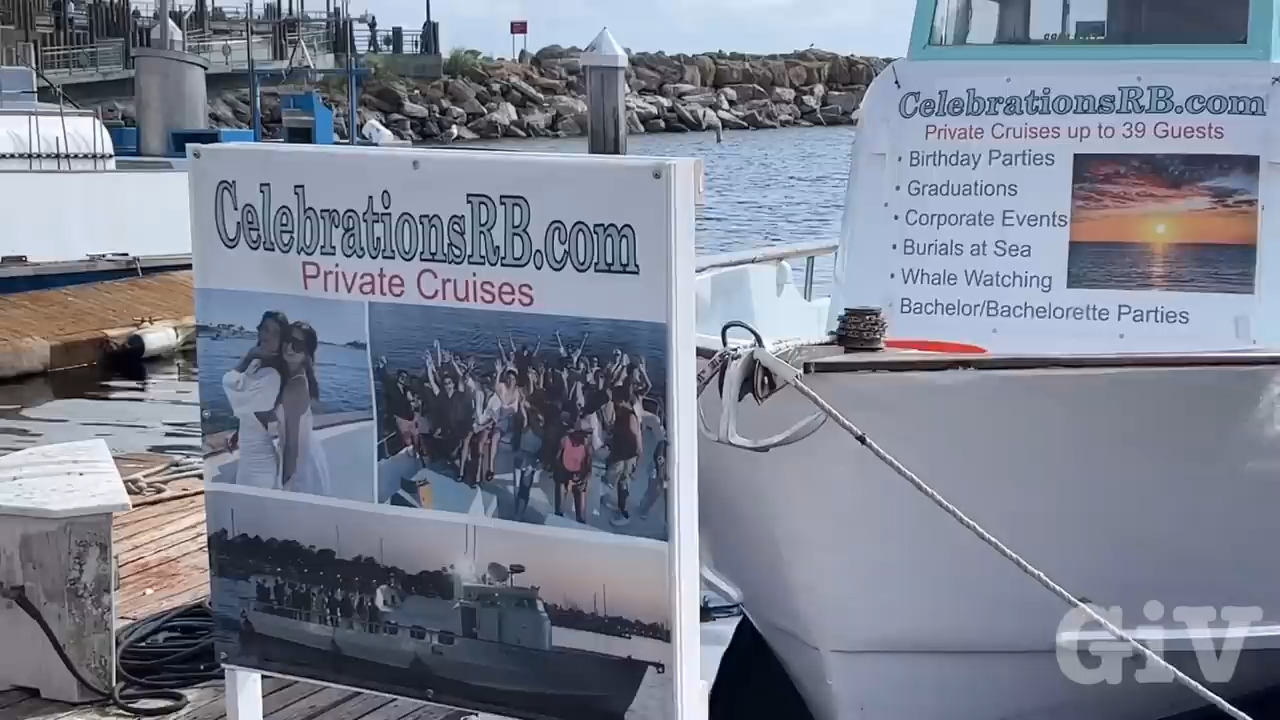 CelebrationsRB.com
Private Cruises
CelebrationsRB.com
Private Cruises up to 39 Guests
• Birthday Parties
• Graduations
• Corporate Events
• Burials at Sea
• Whale Watching
Bachelor/Bachelorette Parties
GiV